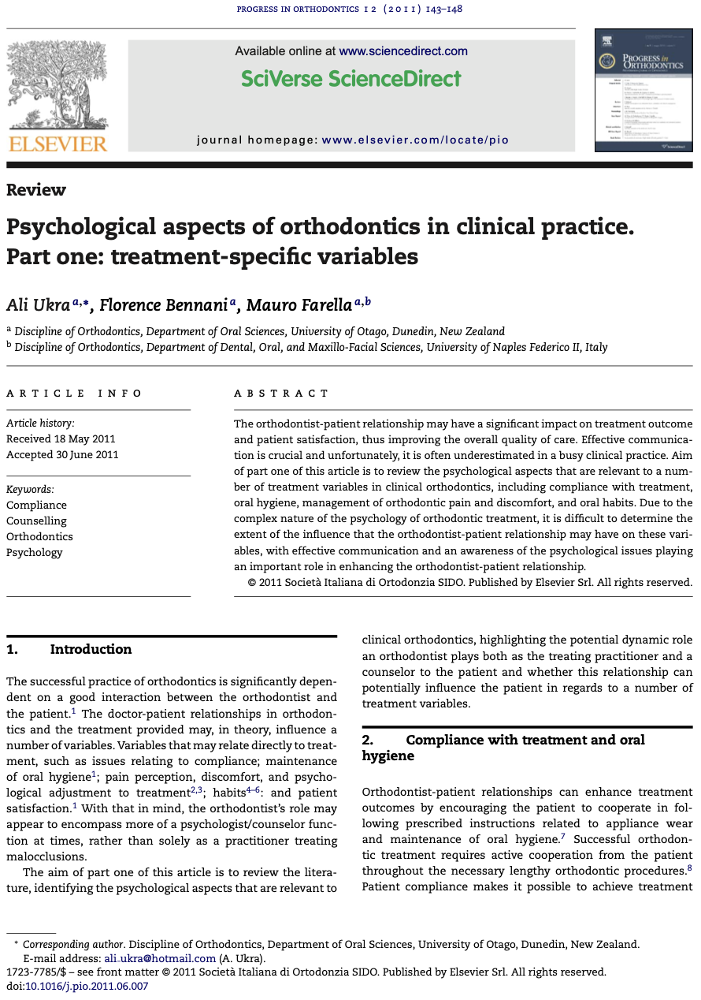 PROGRESS IN ORTHODONTICS 12 (2011) 143–148
Available online at www.sciencedirect.com
SciVerse ScienceDirect
journal homepage: www.elsevier.com/locate/pio
ELSEVIER
PROGRESS in
ORTHODONTICS
Review
Psychological aspects of orthodontics in clinical practice.
Part one: treatment-specific variables
Ali Ukra a,*, Florence Bennani a, Mauro Farella a,b
a Discipline of Orthodontics, Department of Oral Sciences, University of Otago, Dunedin, New Zealand
b Discipline of Orthodontics, Department of Dental, Oral, and Maxillo-Facial Sciences, University of Naples Federico II, Italy
ARTICLE INFO
Article history:
Received 18 May 2011
Accepted 30 June 2011
Keywords:
Compliance
Counselling
Orthodontics
Psychology
ABSTRACT
The orthodontist-patient relationship may have a significant impact on treatment outcome
and patient satisfaction, thus improving the overall quality of care. Effective communica-
tion is crucial and unfortunately, it is often underestimated in a busy clinical practice. Aim
of part one of this article is to review the psychological aspects that are relevant to a num-
ber of treatment variables in clinical orthodontics, including compliance with treatment,
oral hygiene, management of orthodontic pain and discomfort, and oral habits. Due to the
complex nature of the psychology of orthodontic treatment, it is difficult to determine the
extent of the influence that the orthodontist-patient relationship may have on these vari-
ables, with effective communication and an awareness of the psychological issues playing
an important role in enhancing the orthodontist-patient relationship.
© 2011 Società Italiana di Ortodonzia SIDO. Published by Elsevier Srl. All rights reserved.
1. Introduction
The successful practice of orthodontics is significantly depen-
dent on a good interaction between the orthodontist and
the patient.1 The doctor-patient relationships in orthodon-
tics and the treatment provided may, in theory, influence a
number of variables. Variables that may relate directly to treat-
ment, such as issues relating to compliance; maintenance
of oral hygiene1; pain perception, discomfort, and psycho-
logical adjustment to treatment2,3; habits4–6: and patient
satisfaction.1 With that in mind, the orthodontist's role may
appear to encompass more of a psychologist/counselor func-
tion at times, rather than solely as a practitioner treating
malocclusions.
The aim of part one of this article is to review the litera-
ture, identifying the psychological aspects that are relevant to
clinical orthodontics, highlighting the potential dynamic role
an orthodontist plays both as the treating practitioner and a
counselor to the patient and whether this relationship can
potentially influence the patient in regards to a number of
treatment variables.
2. Compliance with treatment and oral
hygiene
Orthodontist-patient relationships can enhance treatment
outcomes by encouraging the patient to cooperate in fol-
lowing prescribed instructions related to appliance wear
and maintenance of oral hygiene.7 Successful orthodon-
tic treatment requires active cooperation from the patient
throughout the necessary lengthy orthodontic procedures.8
Patient compliance makes it possible to achieve treatment
* Corresponding author. Discipline of Orthodontics, Department of Oral Sciences, University of Otago, Dunedin, New Zealand.
E-mail address: ali_ukra@hotmail.com (A. Ukra).
1723-7785/$ – see front matter © 2011 Società Italiana di Ortodonzia SIDO. Published by Elsevier Srl. All rights reserved.
doi:10.1016/j.pio.2011.06.007